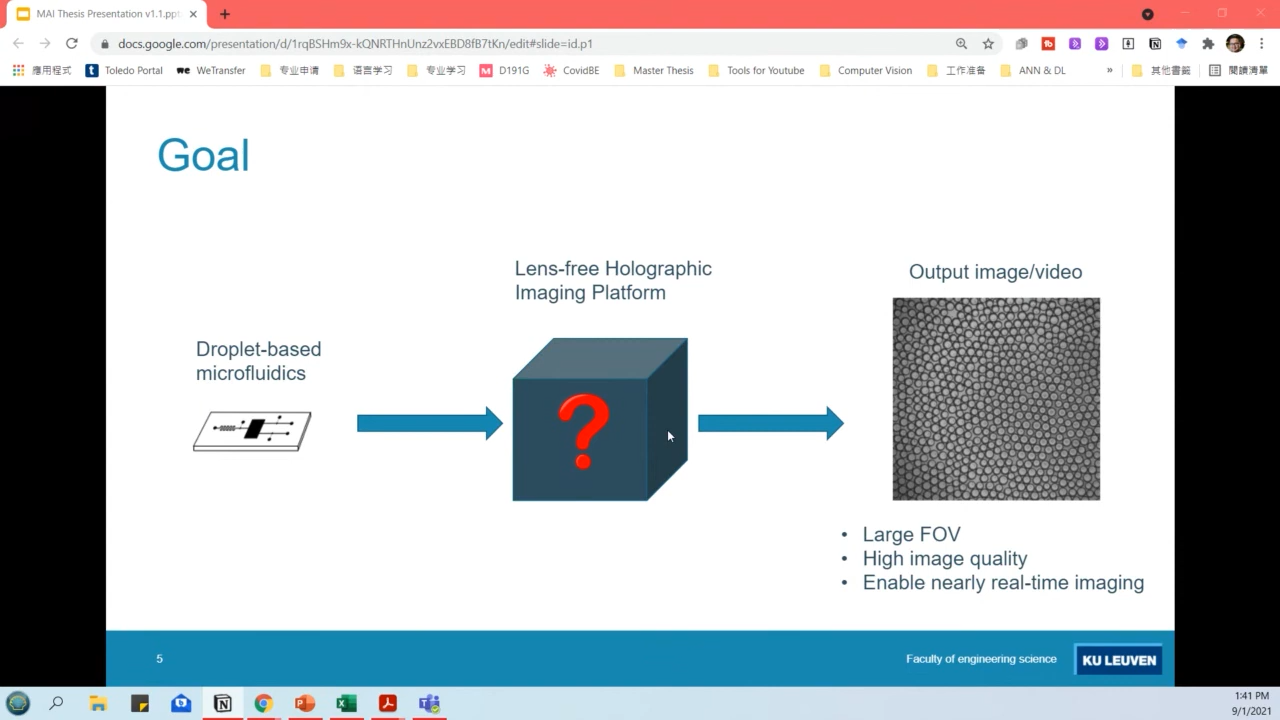 MAI Thesis Presentation v1.1.ppt
docs.google.com/presentation/d/1rqBSHm9x-kQNRTHnUnz2vxEBD8fB7tKn/edit#slide=id.p1
應用程式 Toledo Portal WeTransfer 专业申请 语言学习 专业学习 D191G CovidBE Master Thesis Tools for Youtube Computer Vision 工作准备 ANN & DL » 其他書籤 閱讀清單
Goal
Lens-free Holographic
Imaging Platform
Output image/video
Droplet-based
microfluidics
?
• Large FOV
• High image quality
• Enable nearly real-time imaging
5
Faculty of engineering science
KU LEUVEN
1:41 PM
9/1/2021